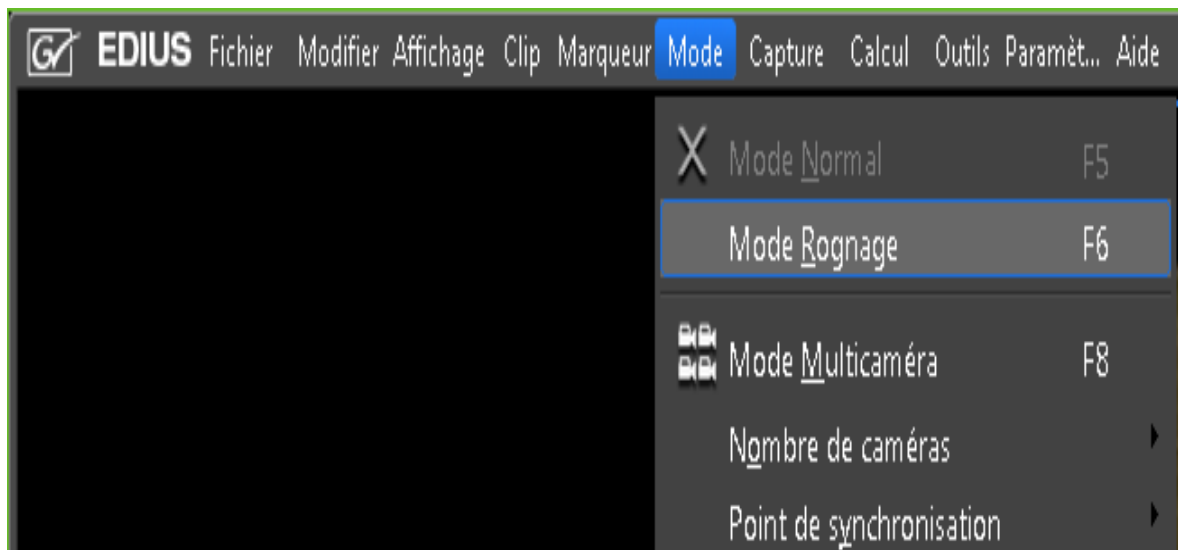 GV EDIUS Fichier Modifier Affichage Clip Marqueur Mode Capture Calcul Outils Paramèt... Aide
Mode Normal F5
Mode Rognage F6
Mode Multicaméra F8
Nombre de caméras
Point de synchronisation